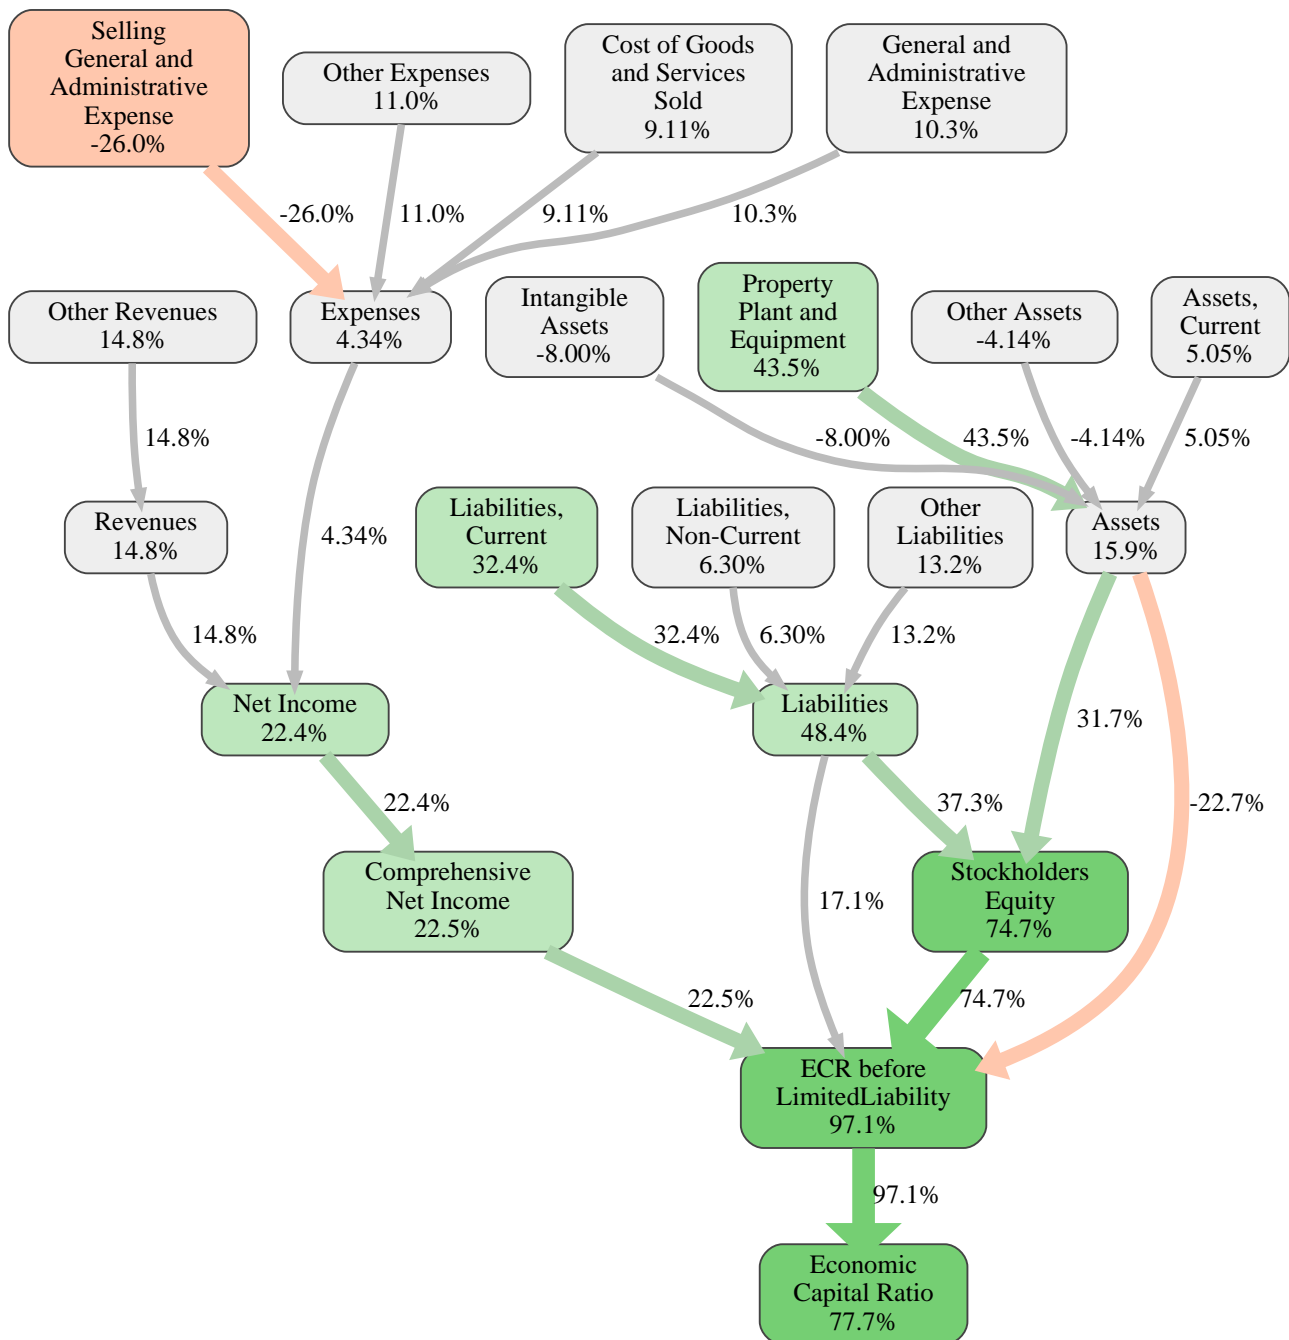 Selling
General and
Administrative
Expense
-26.0%
Other Expenses
11.0%
Cost of Goods
and Services
Sold
9.11%
General and
Administrative
Expense
10.3%
-26.0%
11.0%
9.11%
10.3%
Other Revenues
14.8%
Expenses
4.34%
Intangible
Assets
-8.00%
Property
Plant and
Equipment
43.5%
Other Assets
-4.14%
Assets,
Current
5.05%
14.8%
-8.00%
43.5%
-4.14%
5.05%
Revenues
14.8%
4.34%
Liabilities,
Current
32.4%
Liabilities,
Non-Current
6.30%
Other
Liabilities
13.2%
Assets
15.9%
14.8%
32.4%
6.30%
13.2%
Net Income
22.4%
Liabilities
48.4%
31.7%
22.4%
37.3%
-22.7%
Comprehensive
Net Income
22.5%
17.1%
Stockholders
Equity
74.7%
22.5%
74.7%
ECR before
LimitedLiability
97.1%
97.1%
Economic
Capital Ratio
77.7%